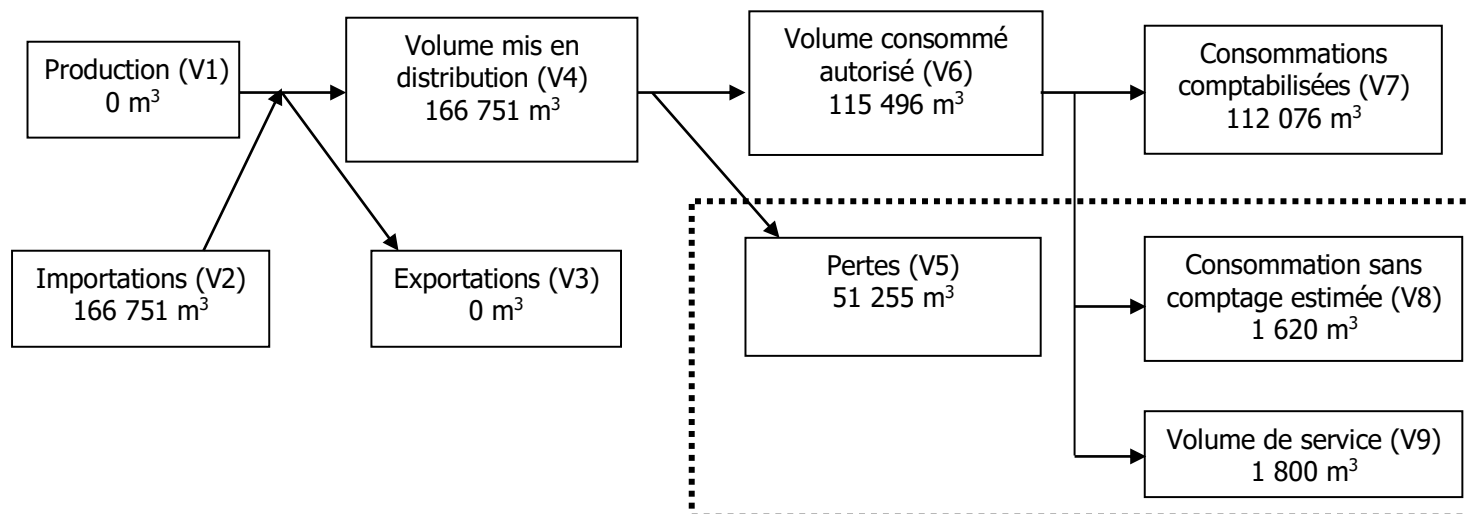 Production (V1)
0 m³
Volume mis en
distribution (V4)
166 751 m³
Volume consommé
autorisé (V6)
115 496 m³
Consommations
comptabilisées (V7)
112 076 m³
Importations (V2)
166 751 m³
Exportations (V3)
0 m³
Pertes (V5)
51 255 m³
Consommation sans
comptage estimée (V8)
1 620 m³
Volume de service (V9)
1 800 m³